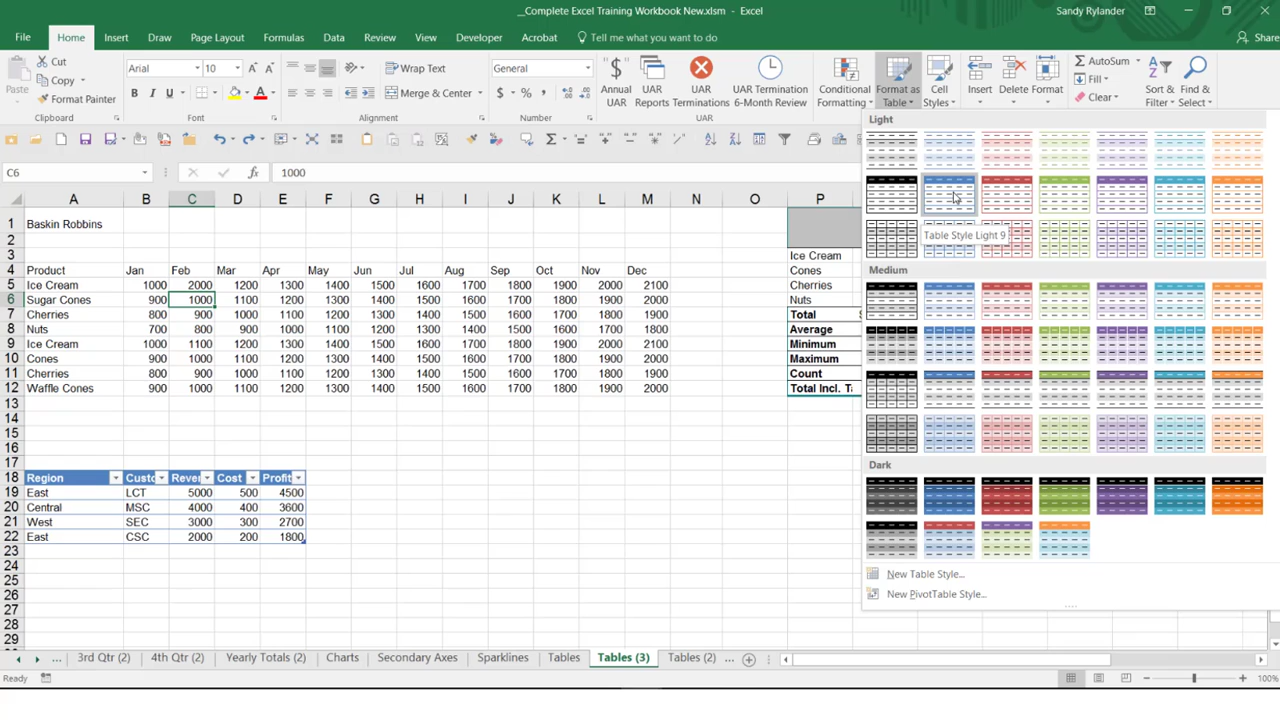 __Complete Excel Training Workbook New.xlsm - Excel
Sandy Rylander
File Home Insert Draw Page Layout Formulas Data Review View Developer Acrobat Tell me what you want to do Share
Paste
Cut
Copy
Format Painter
Clipboard
Arial 10
B I U
Font
Wrap Text
Merge & Center
Alignment
General
$ % ,
Number
Annual UAR
UAR Reports
UAR Terminations
UAR Termination 6-Month Review
UAR
Conditional Formatting
Format as Table
Cell Styles
Insert
Delete
Format
AutoSum
Fill
Clear
Sort & Filter
Find & Select
C6 fx 1000
A B C D E F G H I J K L M N O P
1 Baskin Robbins
2
3 Ice Cream
4 Product Jan Feb Mar Apr May Jun Jul Aug Sep Oct Nov Dec Cones
5 Ice Cream 1000 2000 1200 1300 1400 1500 1600 1700 1800 1900 2000 2100 Cherries
6 Sugar Cones 900 1000 1100 1200 1300 1400 1500 1600 1700 1800 1900 2000 Nuts
7 Cherries 800 900 1000 1100 1200 1300 1400 1500 1600 1700 1800 1900 Total
8 Nuts 700 800 900 1000 1100 1200 1300 1400 1500 1600 1700 1800 Average
9 Ice Cream 1000 1100 1200 1300 1400 1500 1600 1700 1800 1900 2000 2100 Minimum
10 Cones 900 1000 1100 1200 1300 1400 1500 1600 1700 1800 1900 2000 Maximum
11 Cherries 800 900 1000 1100 1200 1300 1400 1500 1600 1700 1800 1900 Count
12 Waffle Cones 900 1000 1100 1200 1300 1400 1500 1600 1700 1800 1900 2000 Total Incl. T
13
14
15
16
17
18 Region Custo Rever Cost Profit
19 East LCT 5000 500 4500
20 Central MSC 4000 400 3600
21 West SEC 3000 300 2700
22 East CSC 2000 200 1800
23
24
25
26
27
28
29
Light
Table Style Light 9
Medium
Dark
New Table Style...
New PivotTable Style...
... 3rd Qtr (2) 4th Qtr (2) Yearly Totals (2) Charts Secondary Axes Sparklines Tables Tables (3) Tables (2) ...
Ready 100%